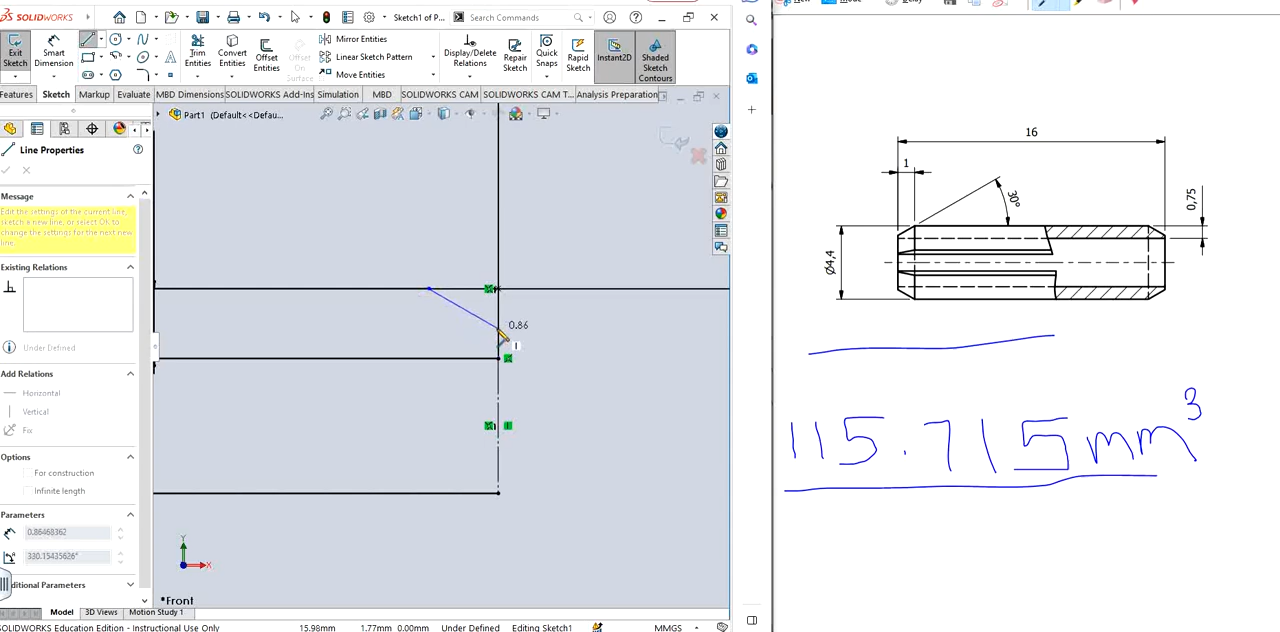 SOLIDWORKS
Sketch1 of P...
Search Commands
Exit Sketch
Smart Dimension
Trim Entities
Convert Entities
Offset Entities
Offset On Surface
Mirror Entities
Linear Sketch Pattern
Move Entities
Display/Delete Relations
Repair Sketch
Quick Snaps
Rapid Sketch
Instant2D
Shaded Sketch Contours
Features
Sketch
Markup
Evaluate
MBD Dimensions
SOLIDWORKS Add-Ins
Simulation
MBD
SOLIDWORKS CAM
SOLIDWORKS CAM T...
Analysis Preparation
Part1 (Default<<Defau...
Line Properties
Message
Edit the settings of the current line, sketch a new line, or select OK to change the settings for the next new line.
Existing Relations
Under Defined
Add Relations
Horizontal
Vertical
Fix
Options
For construction
Infinite length
Parameters
0.86468362
330.15435626°
ditional Parameters
0.86
Y
X
*Front
Model
3D Views
Motion Study 1
SOLIDWORKS Education Edition - Instructional Use Only
15.98mm
1.77mm
0.00mm
Under Defined
Editing Sketch1
MMGS
16
1
30°
0,75
Ø4,4
115.715mm³